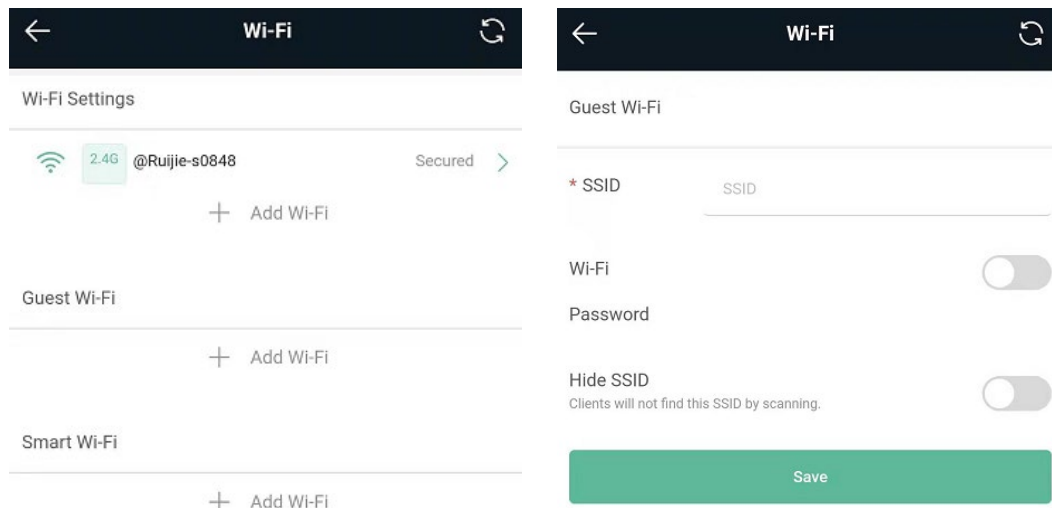 Wi-Fi
Wi-Fi Settings
2.4G @Ruijie-s0848 Secured
Add Wi-Fi
Guest Wi-Fi
Add Wi-Fi
Smart Wi-Fi
Add Wi-Fi
Wi-Fi
Guest Wi-Fi
* SSID SSID
Wi-Fi
Password
Hide SSID
Clients will not find this SSID by scanning.
Save